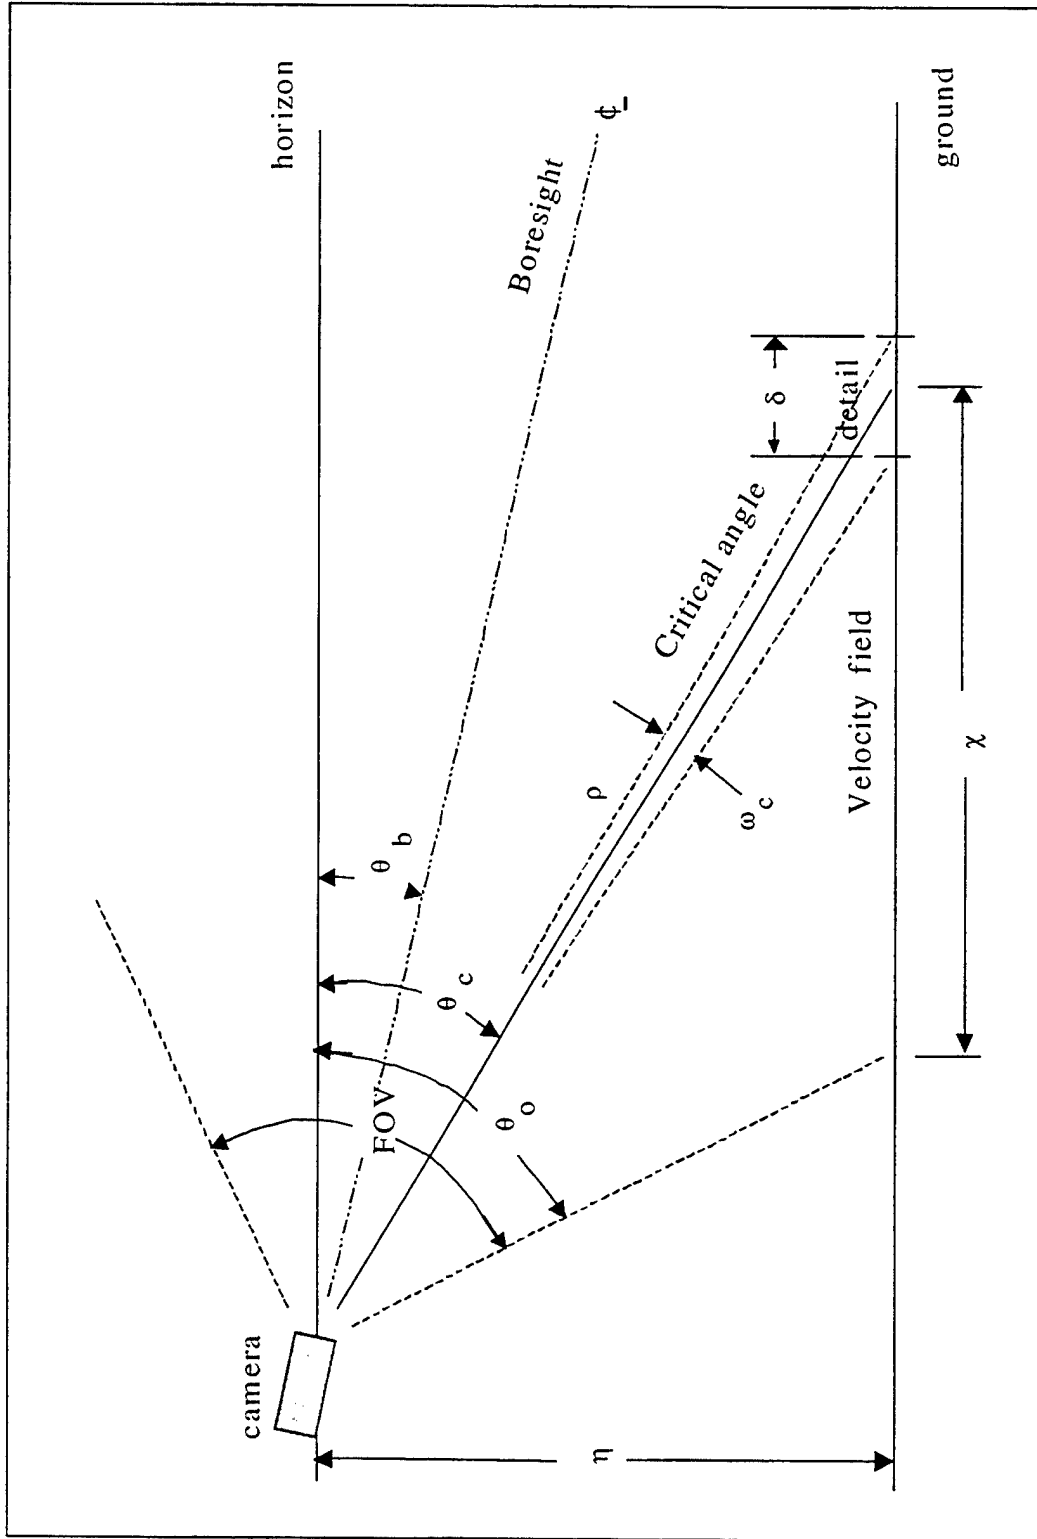 camera
horizon
Boresight
¢
θ b
θ c
θ o
FOV
Critical angle
ρ
ω c
δ
detail
Velocity field
χ
η
ground